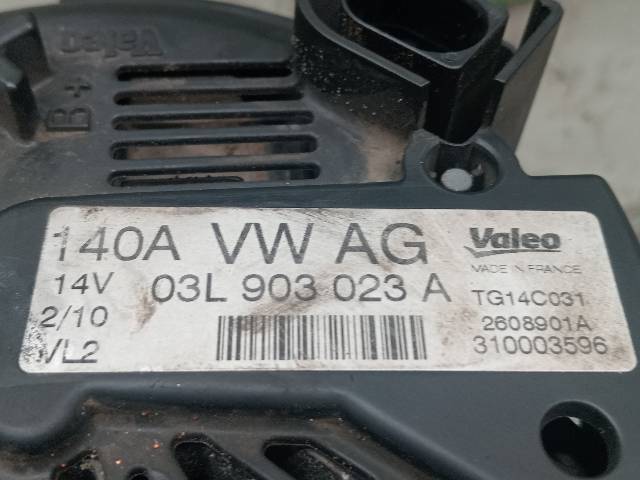 Valeo
B+
140A VW AG
14V 03L 903 023 A
2/10
VL2
Valeo
MADE IN FRANCE
TG14C031
2608901A
310003596